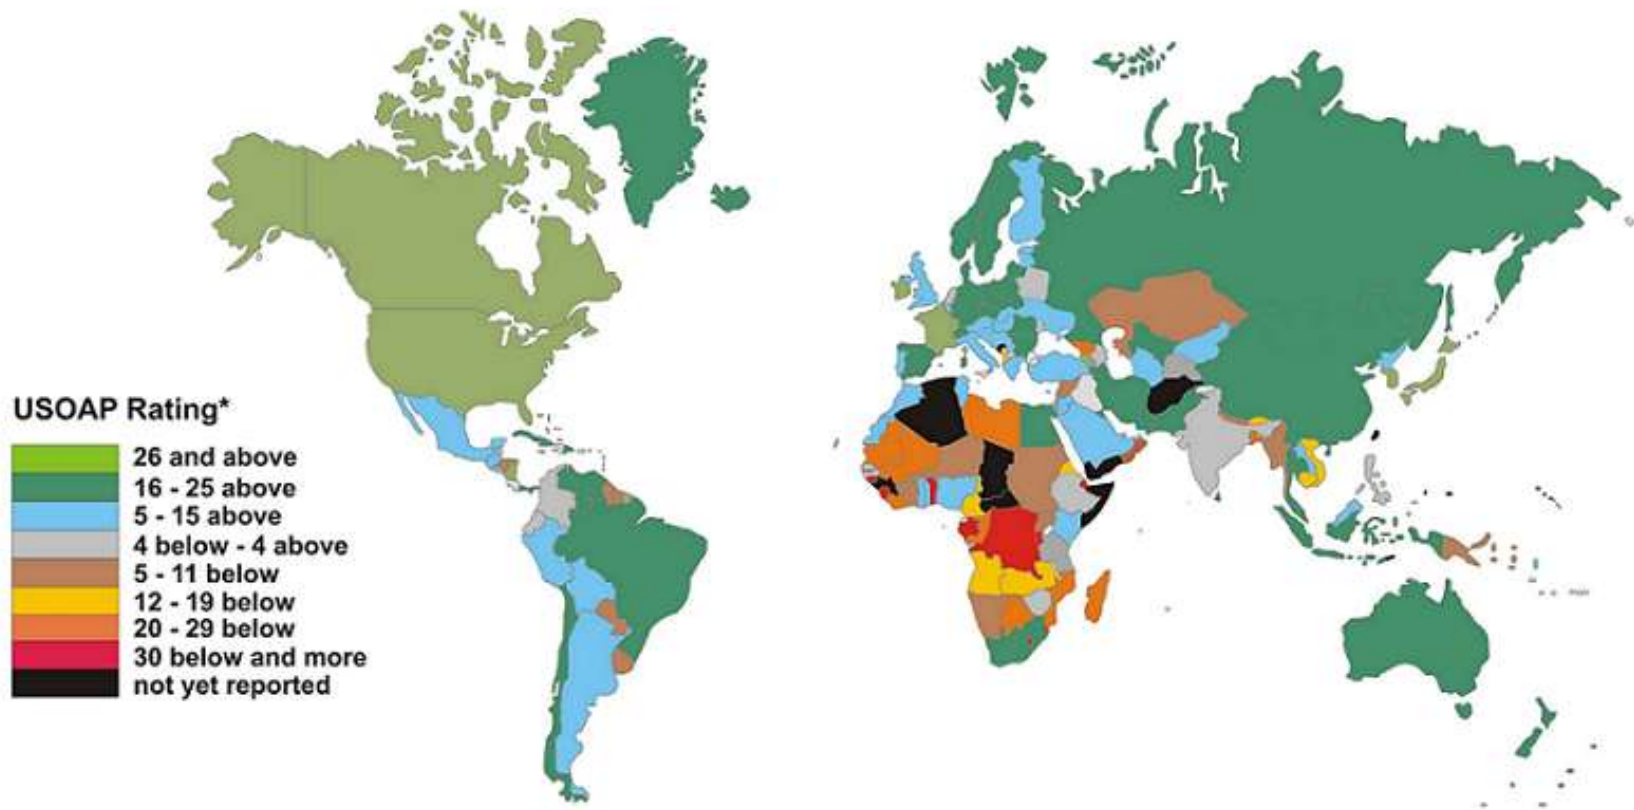 USOAP Rating*
26 and above
16 - 25 above
5 - 15 above
4 below - 4 above
5 - 11 below
12 - 19 below
20 - 29 below
30 below and more
not yet reported